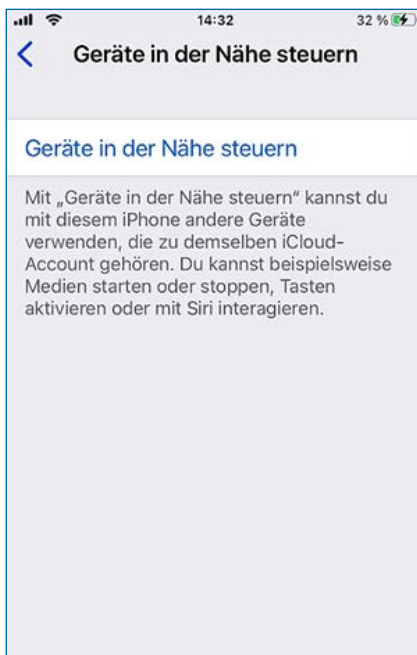 14:32 32 %
Geräte in der Nähe steuern
Geräte in der Nähe steuern
Mit „Geräte in der Nähe steuern“ kannst du
mit diesem iPhone andere Geräte
verwenden, die zu demselben iCloud-
Account gehören. Du kannst beispielsweise
Medien starten oder stoppen, Tasten
aktivieren oder mit Siri interagieren.